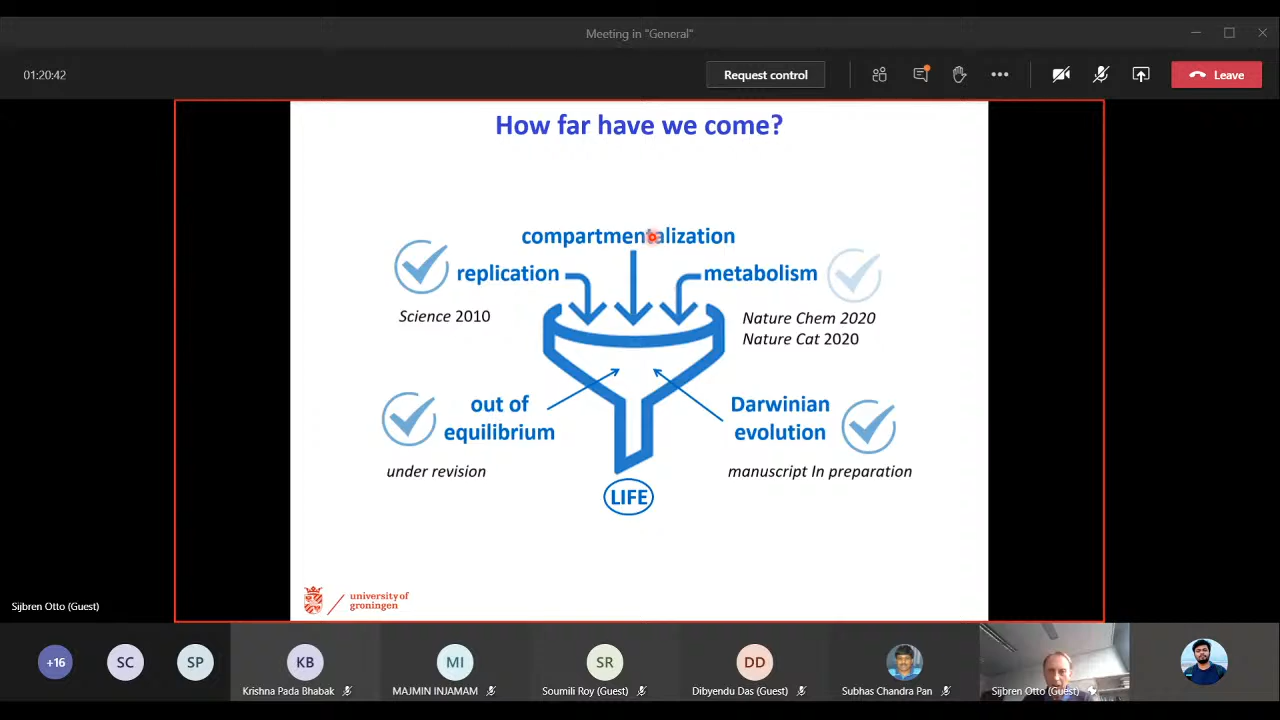 Meeting in "General"
01:20:42
Request control
Leave
How far have we come?
compartmentalization
replication
metabolism
Science 2010
Nature Chem 2020
Nature Cat 2020
out of
equilibrium
Darwinian
evolution
under revision
manuscript In preparation
LIFE
university of
groningen
Sijbren Otto (Guest)
+16
SC
SP
KB
Krishna Pada Bhabak
MI
MAJMIN INJAMAM
SR
Soumili Roy (Guest)
DD
Dibyendu Das (Guest)
Subhas Chandra Pan
Sijbren Otto (Guest)